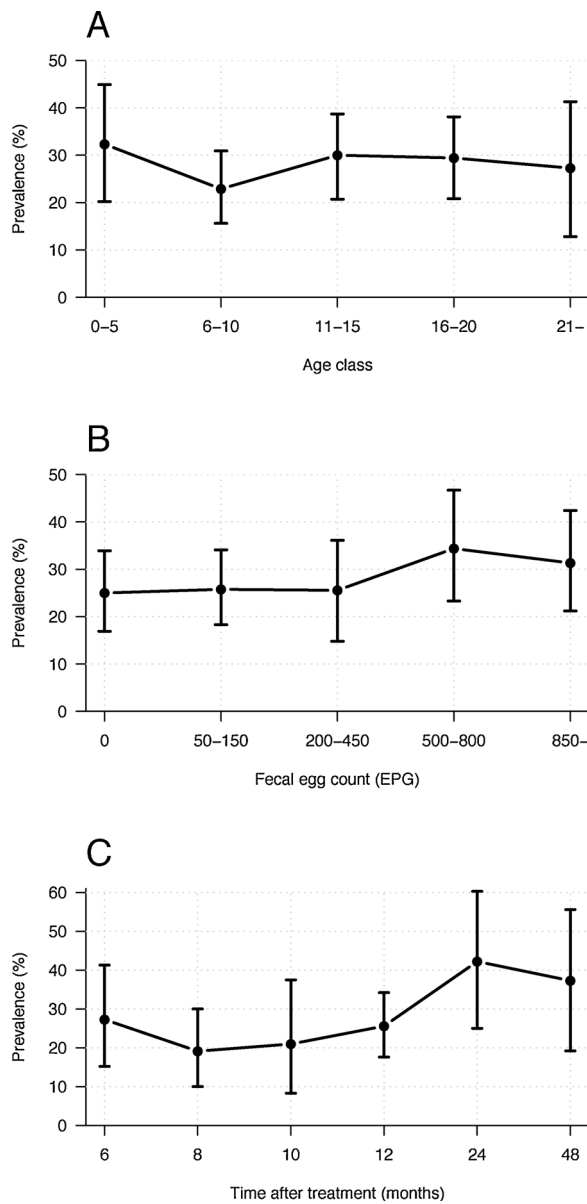 A
50
40
30
20
10
0
Prevalence (%)
0–5 6–10 11–15 16–20 21–
Age class
B
50
40
30
20
10
0
Prevalence (%)
0 50–150 200–450 500–800 850–
Fecal egg count (EPG)
C
60
50
40
30
20
10
0
Prevalence (%)
6 8 10 12 24 48
Time after treatment (months)